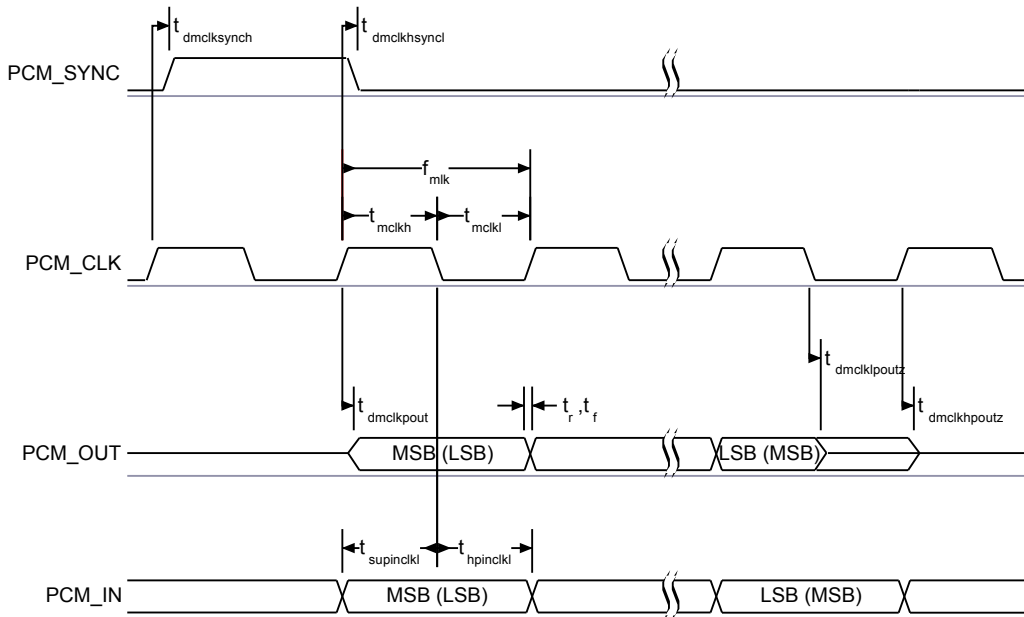 t dmclksynch
t dmclkhsyncl
PCM_SYNC
f mlk
t mclkh
t mclkl
PCM_CLK
t dmclklpoutz
t dmclkpout
t r ,t f
t dmclkhpoutz
PCM_OUT
MSB (LSB)
LSB (MSB)
t supinclkl
t hpinclkl
PCM_IN
MSB (LSB)
LSB (MSB)